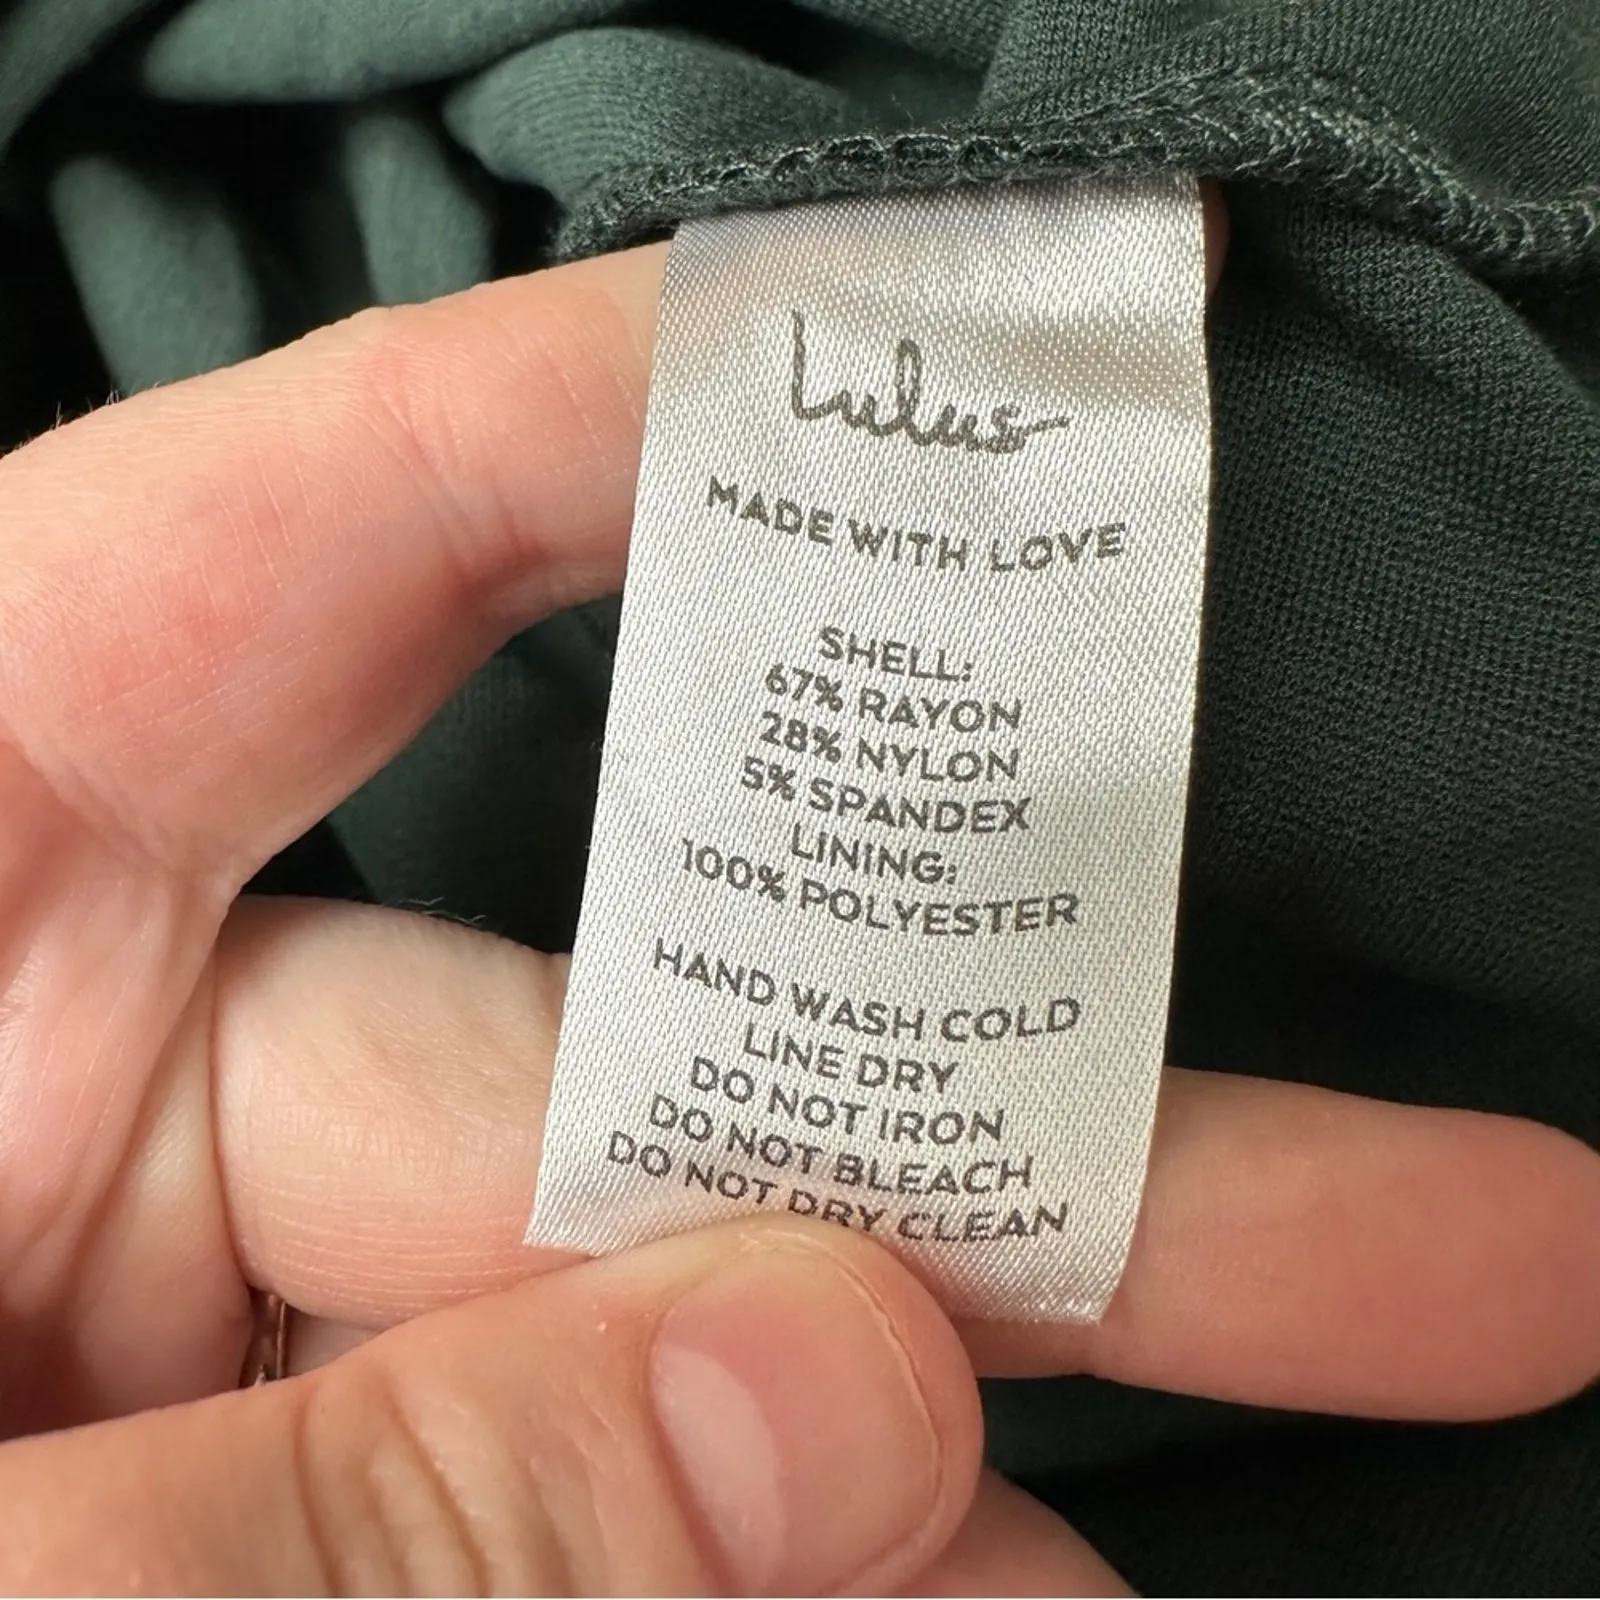 Lulus
MADE WITH LOVE
SHELL:
67% RAYON
28% NYLON
5% SPANDEX
LINING:
100% POLYESTER
HAND WASH COLD
LINE DRY
DO NOT IRON
DO NOT BLEACH
DO NOT DRY CLEAN